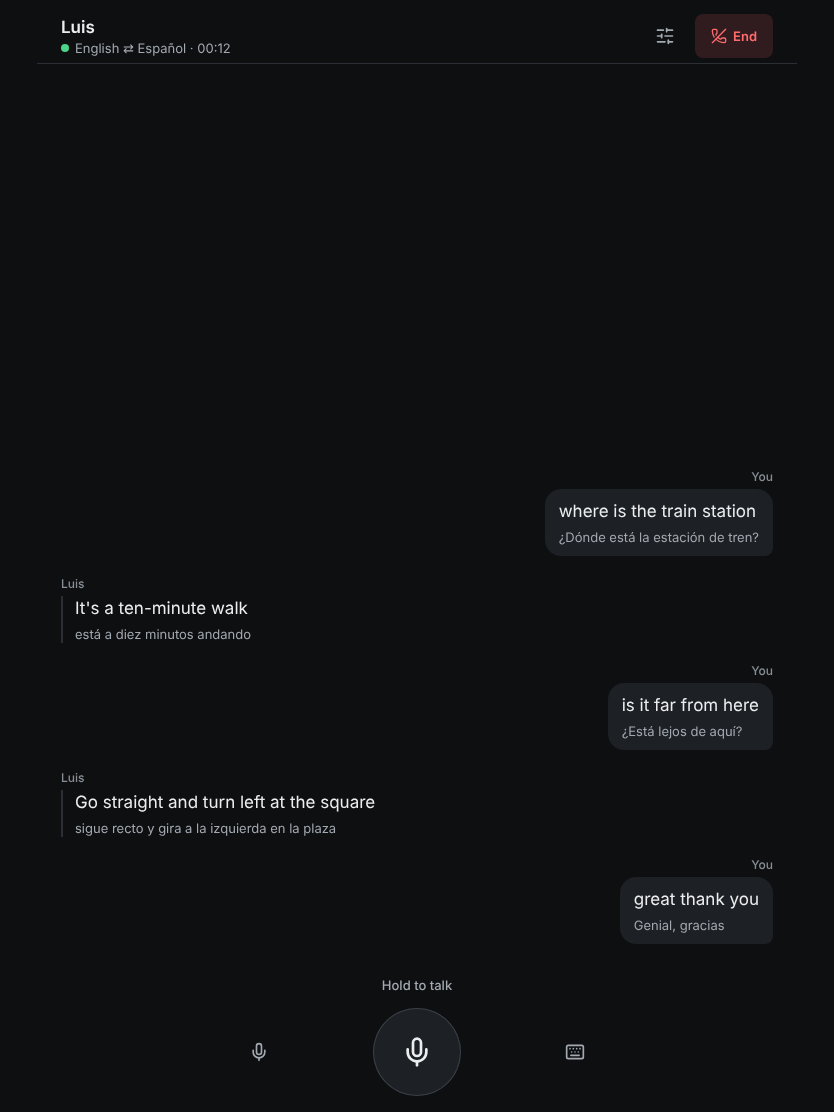 Luis
English ⇄ Español · 00:12
End
You
where is the train station
¿Dónde está la estación de tren?
Luis
It's a ten-minute walk
está a diez minutos andando
You
is it far from here
¿Está lejos de aquí?
Luis
Go straight and turn left at the square
sigue recto y gira a la izquierda en la plaza
You
great thank you
Genial, gracias
Hold to talk